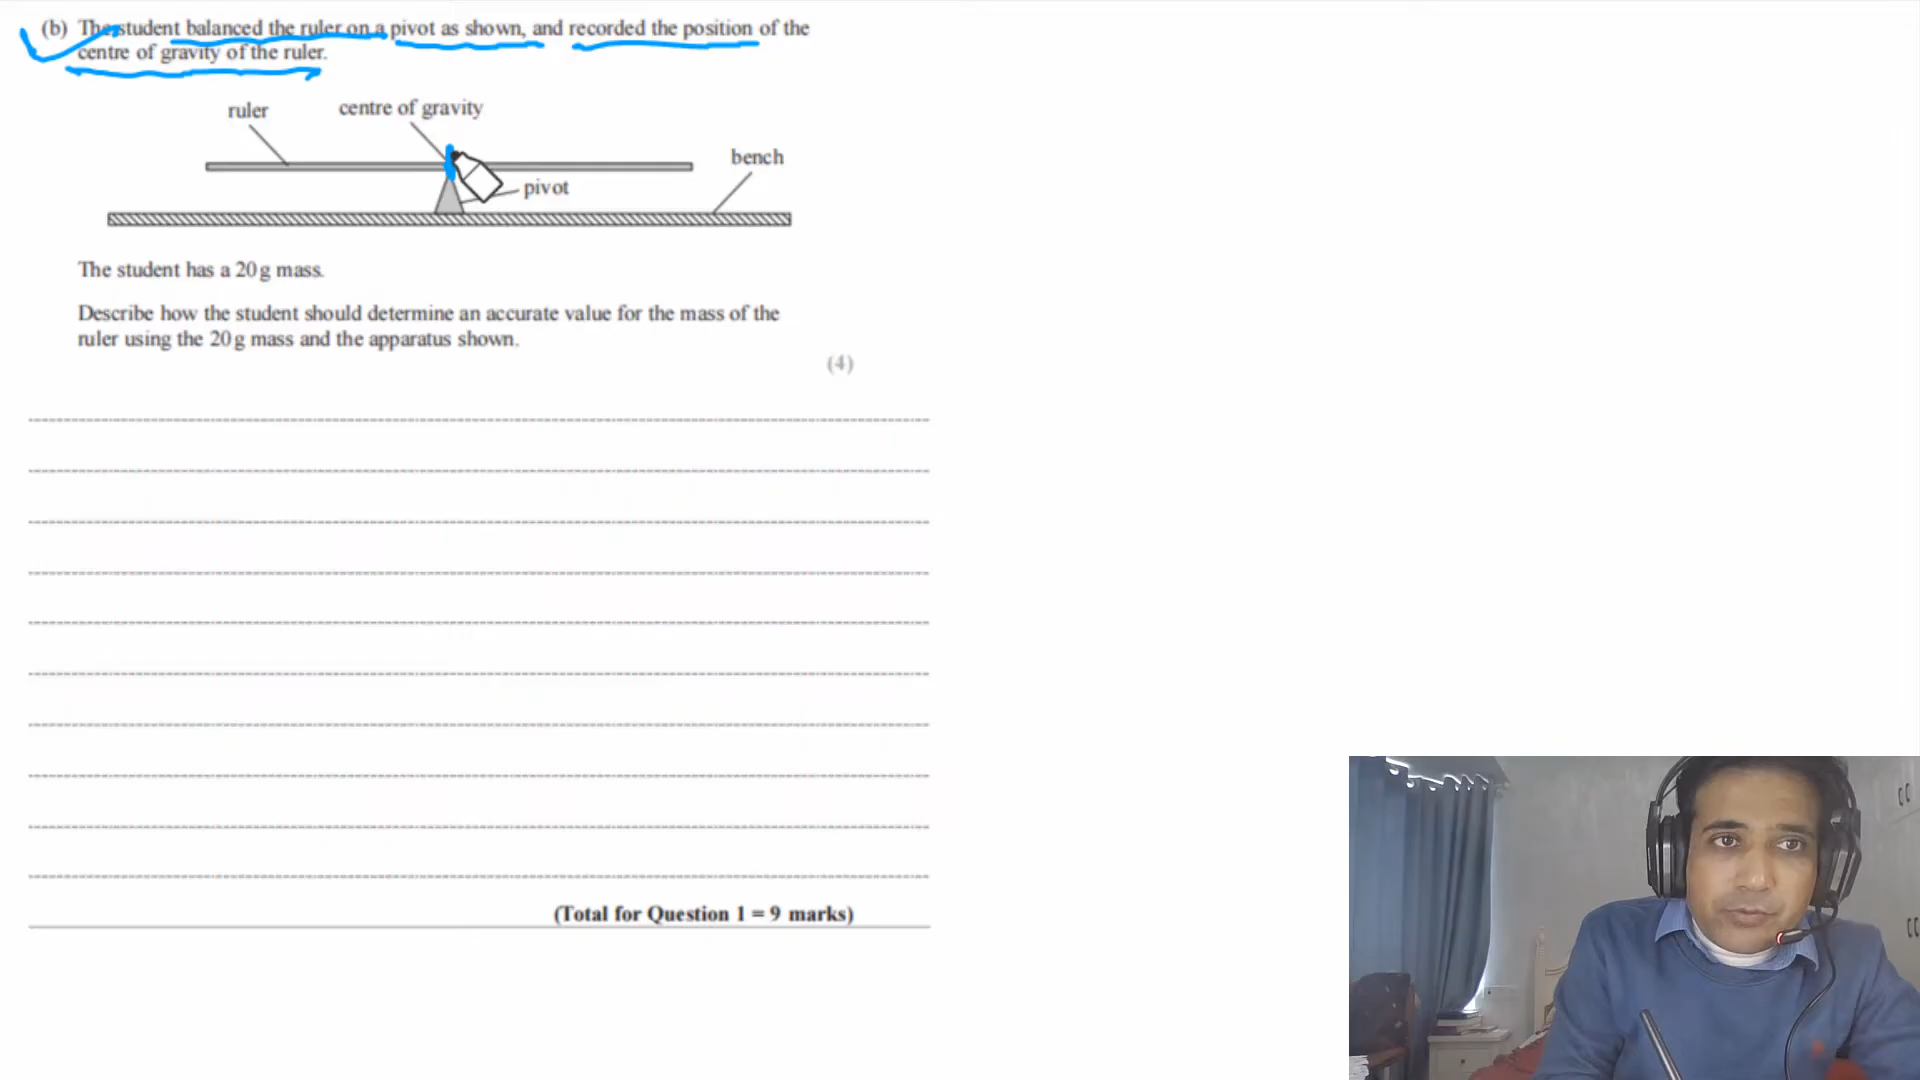 (b) The student balanced the ruler on a pivot as shown, and recorded the position of the
centre of gravity of the ruler.
ruler
centre of gravity
bench
pivot
The student has a 20 g mass.
Describe how the student should determine an accurate value for the mass of the
ruler using the 20 g mass and the apparatus shown.
(4)
(Total for Question 1 = 9 marks)